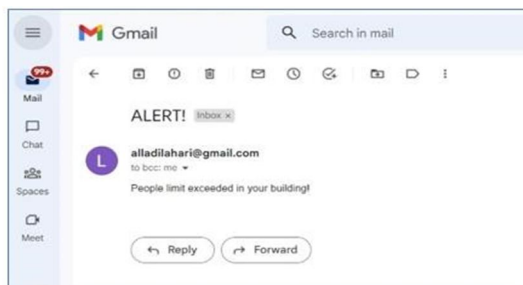 Gmail
Search in mail
99+
Mail
ALERT! Inbox ×
Chat
L
alladilahari@gmail.com
to bcc: me
Spaces
People limit exceeded in your building!
Meet
Reply
Forward